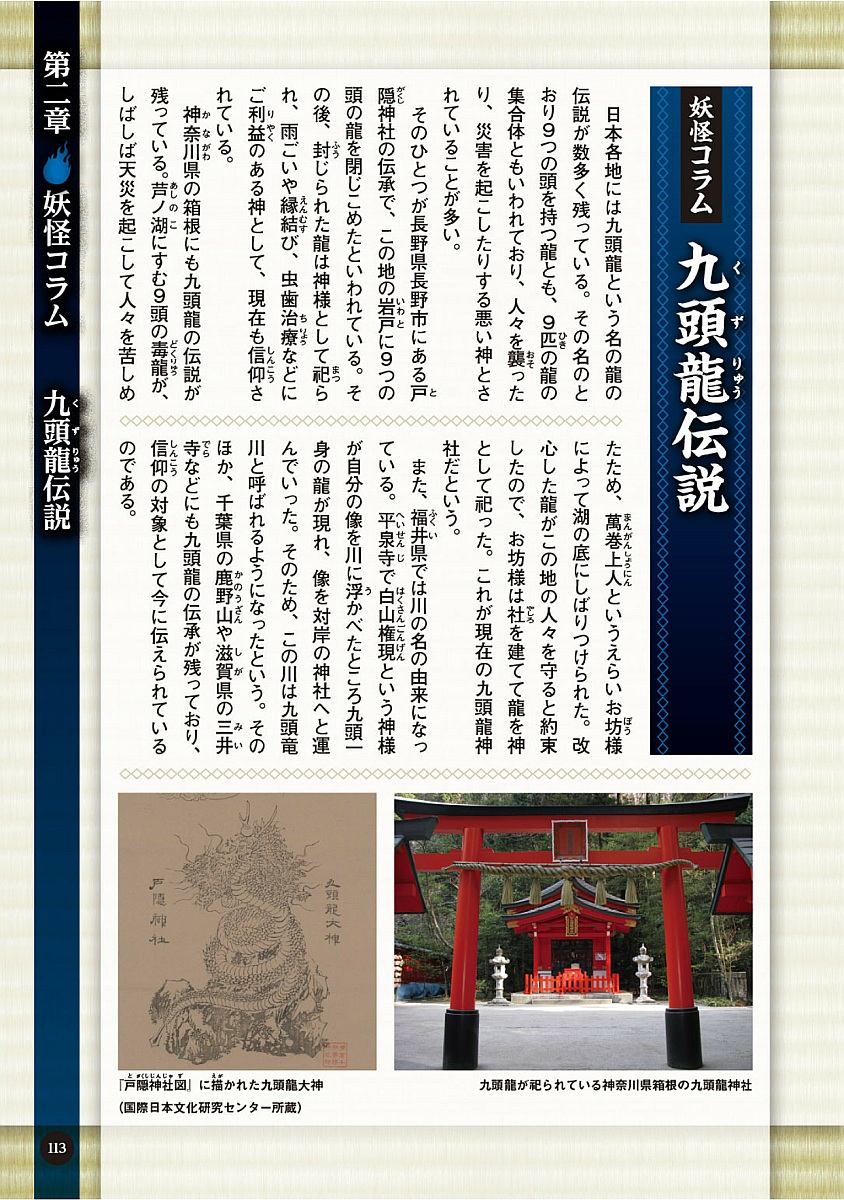 妖怪コラム
九頭龍伝説
くずりゅう
日本各地には九頭龍という名の龍の
伝説が数多く残っている。その名のと
おり9つの頭を持つ龍とも、9匹の龍の
集合体ともいわれており、人々を襲った
り、災害を起こしたりする悪い神とさ
れていることが多い。
そのひとつが長野県長野市にある戸
隠神社の伝承で、この地の岩戸に9つの
頭の龍を閉じこめたといわれている。そ
の後、封じられた龍は神様として祀ら
れ、雨ごいや縁結び、虫歯治療などに
ご利益のある神として、現在も信仰さ
れている。
神奈川県の箱根にも九頭龍の伝説が
残っている。芦ノ湖にすむ9頭の毒龍が、
しばしば天災を起こして人々を苦しめ
たため、萬巻上人というえらいお坊様
によって湖の底にしばりつけられた。改
心した龍がこの地の人々を守ると約束
したので、お坊様は社を建てて龍を神
として祀った。これが現在の九頭龍神
社だという。
また、福井県では川の名の由来になっ
ている。平泉寺で白山権現という神様
が自分の像を川に浮かべたところ九頭一
身の龍が現れ、像を対岸の神社へと運
んでいった。そのため、この川は九頭竜
川と呼ばれるようになったという。その
ほか、千葉県の鹿野山や滋賀県の三井
寺などにも九頭龍の伝承が残っており、
信仰の対象として今に伝えられている
のである。
九頭龍大神
戸隠神社
九頭龍が祀られている神奈川県箱根の九頭龍神社
『戸隠神社図』に描かれた九頭龍大神
(国際日本文化研究センター所蔵)
第二章 妖怪コラム 九頭龍伝説
くずりゅう
113